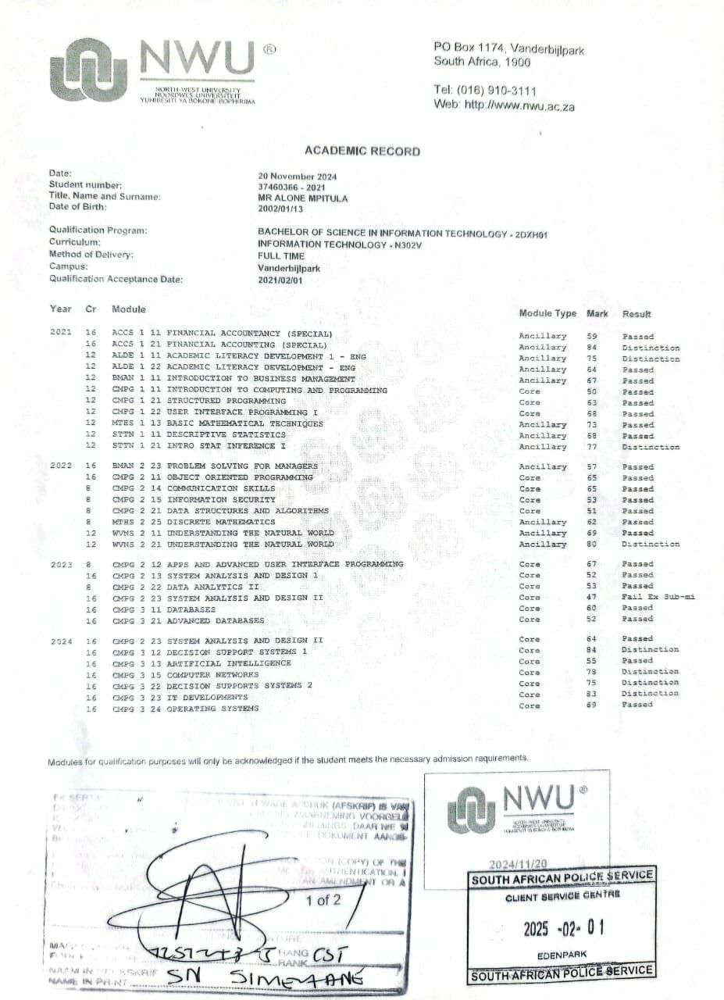 NWU®
NORTH-WEST UNIVERSITY
NOORDWES UNIVERSITEIT
YUNIBESITI YA BOKONE-BOPHIRIMA
PO Box 1174, Vanderbijlpark
South Africa, 1900
Tel: (016) 910-3111
Web: http://www.nwu.ac.za
ACADEMIC RECORD
Date: 20 November 2024
Student number: 37460366 - 2021
Title, Name and Surname: MR ALONE MPITULA
Date of Birth: 2002/01/13
Qualification Program: BACHELOR OF SCIENCE IN INFORMATION TECHNOLOGY - 2DXH01
Curriculum: INFORMATION TECHNOLOGY - N302V
Method of Delivery: FULL TIME
Campus: Vanderbijlpark
Qualification Acceptance Date: 2021/02/01
Year Cr Module Module Type Mark Result
2021 16 ACCS 1 11 FINANCIAL ACCOUNTANCY (SPECIAL) Ancillary 59 Passed
16 ACCS 1 21 FINANCIAL ACCOUNTING (SPECIAL) Ancillary 84 Distinction
12 ALDE 1 11 ACADEMIC LITERACY DEVELOPMENT 1 - ENG Ancillary 75 Distinction
12 ALDE 1 22 ACADEMIC LITERACY DEVELOPMENT - ENG Ancillary 64 Passed
12 BMAN 1 11 INTRODUCTION TO BUSINESS MANAGEMENT Ancillary 67 Passed
12 CMPG 1 11 INTRODUCTION TO COMPUTING AND PROGRAMMING Core 50 Passed
12 CMPG 1 21 STRUCTURED PROGRAMMING Core 63 Passed
12 CMPG 1 22 USER INTERFACE PROGRAMMING I Core 68 Passed
12 MTHS 1 13 BASIC MATHEMATICAL TECHNIQUES Ancillary 73 Passed
12 STTN 1 11 DESCRIPTIVE STATISTICS Ancillary 68 Passed
12 STTN 1 21 INTRO STAT INFERENCE I Ancillary 77 Distinction
2022 16 BMAN 2 23 PROBLEM SOLVING FOR MANAGERS Ancillary 57 Passed
16 CMPG 2 11 OBJECT ORIENTED PROGRAMMING Core 65 Passed
8 CMPG 2 14 COMMUNICATION SKILLS Core 65 Passed
8 CMPG 2 15 INFORMATION SECURITY Core 53 Passed
8 CMPG 2 21 DATA STRUCTURES AND ALGORITHMS Core 51 Passed
8 MTHS 2 25 DISCRETE MATHEMATICS Ancillary 62 Passed
12 WVNS 2 11 UNDERSTANDING THE NATURAL WORLD Ancillary 69 Passed
12 WVNS 2 21 UNDERSTANDING THE NATURAL WORLD Ancillary 80 Distinction
2023 8 CMPG 2 12 APPS AND ADVANCED USER INTERFACE PROGRAMMING Core 67 Passed
16 CMPG 2 13 SYSTEM ANALYSIS AND DESIGN 1 Core 52 Passed
8 CMPG 2 22 DATA ANALYTICS II Core 53 Passed
16 CMPG 2 23 SYSTEM ANALYSIS AND DESIGN II Core 47 Fail Ex Sub-mi
16 CMPG 3 11 DATABASES Core 60 Passed
16 CMPG 3 21 ADVANCED DATABASES Core 52 Passed
2024 16 CMPG 2 23 SYSTEM ANALYSIS AND DESIGN II Core 64 Passed
16 CMPG 3 12 DECISION SUPPORT SYSTEMS 1 Core 84 Distinction
16 CMPG 3 13 ARTIFICIAL INTELLIGENCE Core 55 Passed
16 CMPG 3 15 COMPUTER NETWORKS Core 78 Distinction
16 CMPG 3 22 DECISION SUPPORTS SYSTEMS 2 Core 75 Distinction
16 CMPG 3 23 IT DEVELOPMENTS Core 83 Distinction
16 CMPG 3 24 OPERATING SYSTEMS Core 69 Passed
Modules for qualification purposes will only be acknowledged if the student meets the necessary admission requirements.
(AFSKRIF) IS VAN
WAARNEMING
DAAR NIE
DOKUMENT
(COPY) OF THE
AN AMENDMENT OR A
1 of 2
RANG CST
RANK
NAME IN PRINT SN SIMELANE
NWU®
NORTH-WEST UNIVERSITY
NOORDWES UNIVERSITEIT
YUNIBESITI YA BOKONE-BOPHIRIMA
2024/11/20
SOUTH AFRICAN POLICE SERVICE
CLIENT SERVICE CENTRE
2025 -02- 01
EDENPARK
SOUTH AFRICAN POLICE SERVICE